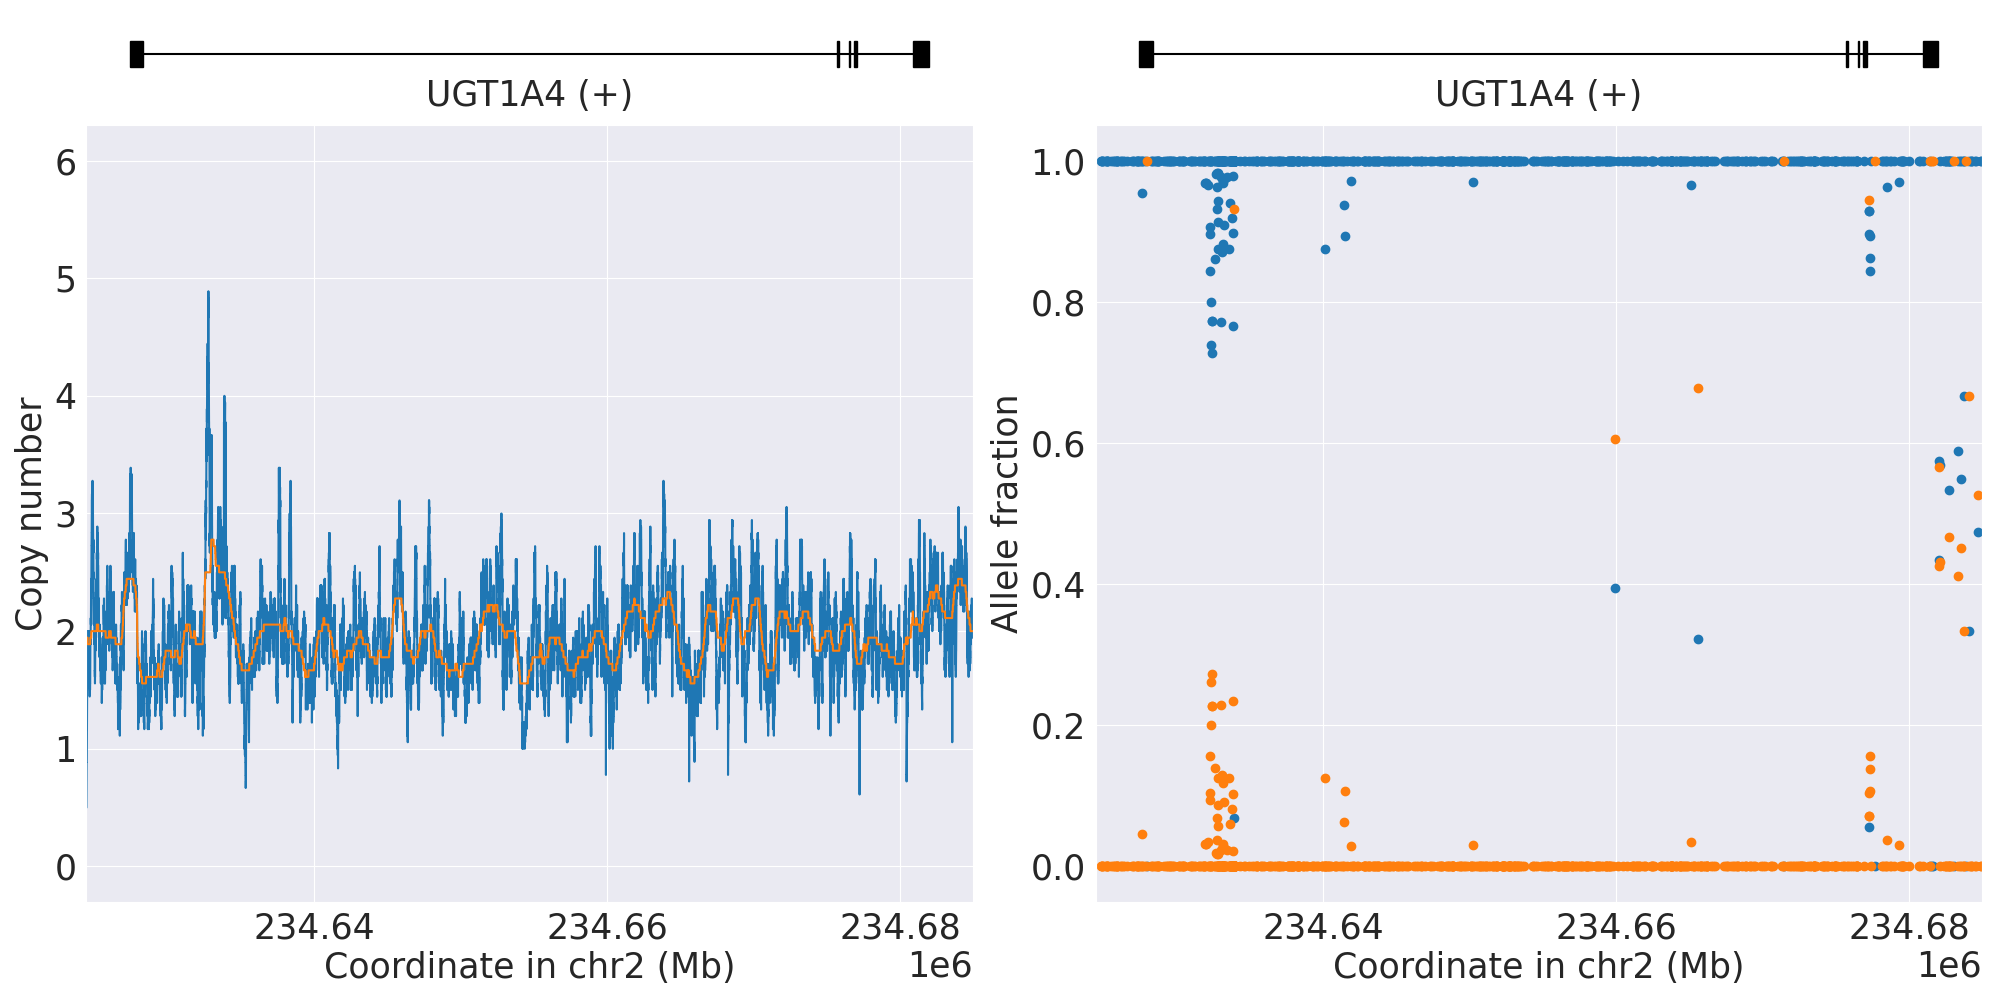 UGT1A4 (+)
6
5
4
3
2
1
0
Copy number
234.64 234.66 234.68
1e6
Coordinate in chr2 (Mb)
UGT1A4 (+)
1.0
0.8
0.6
0.4
0.2
0.0
Allele fraction
234.64 234.66 234.68
1e6
Coordinate in chr2 (Mb)